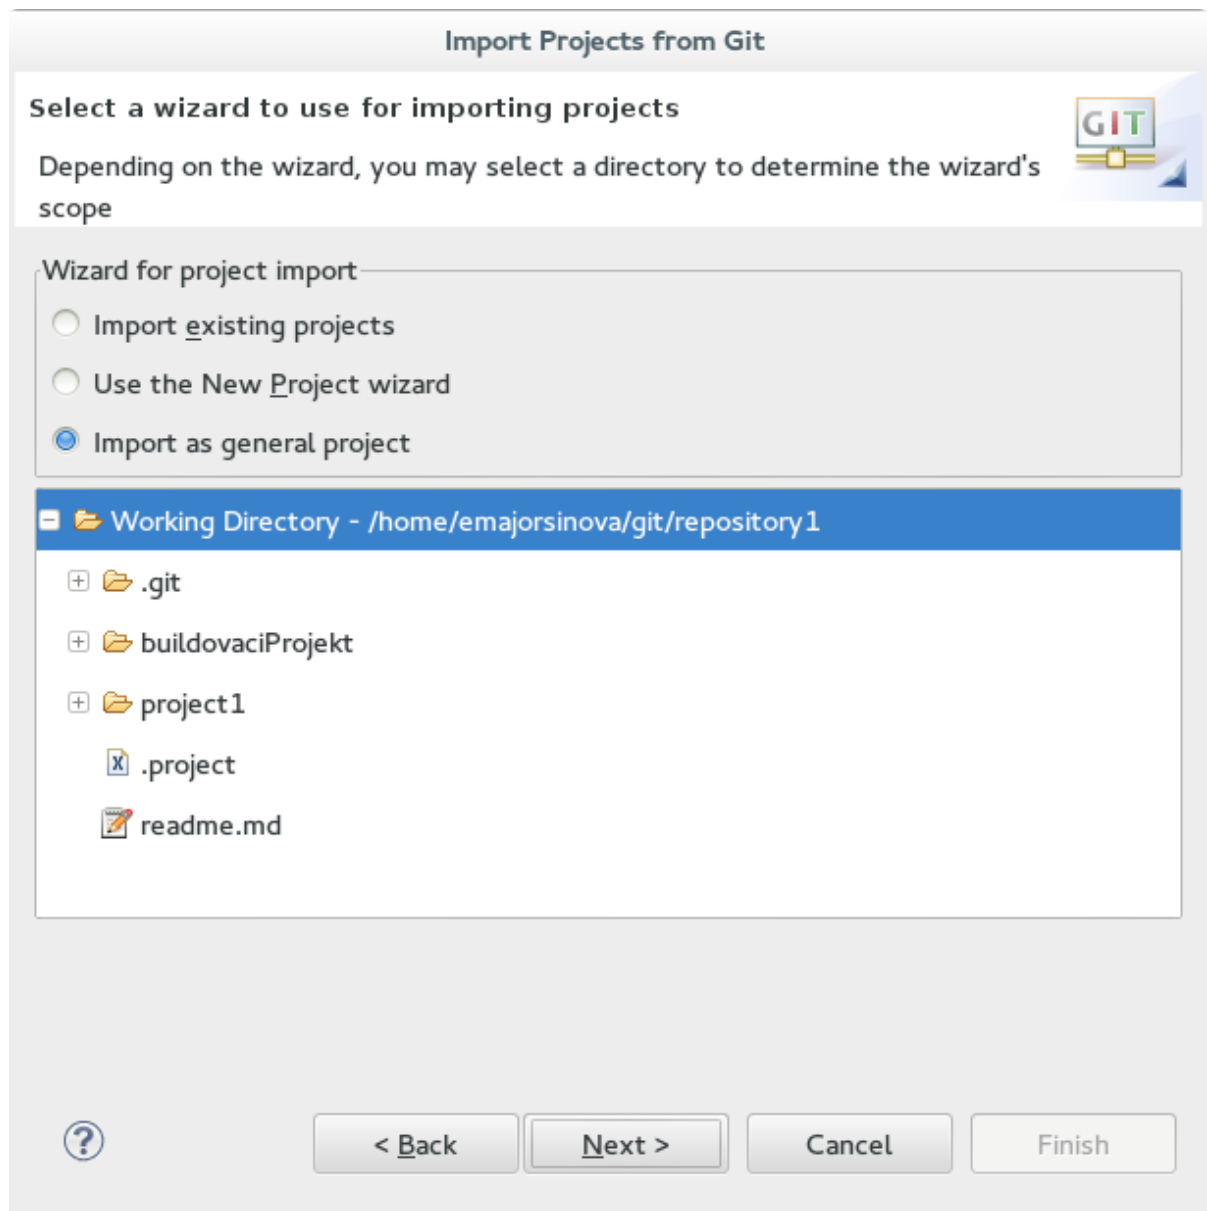 Import Projects from Git
Select a wizard to use for importing projects
GIT
Depending on the wizard, you may select a directory to determine the wizard's
scope
Wizard for project import
Import existing projects
Use the New Project wizard
Import as general project
Working Directory - /home/emajorsinova/git/repository1
.git
buildovaciProjekt
project1
X .project
readme.md
? < Back Next > Cancel Finish